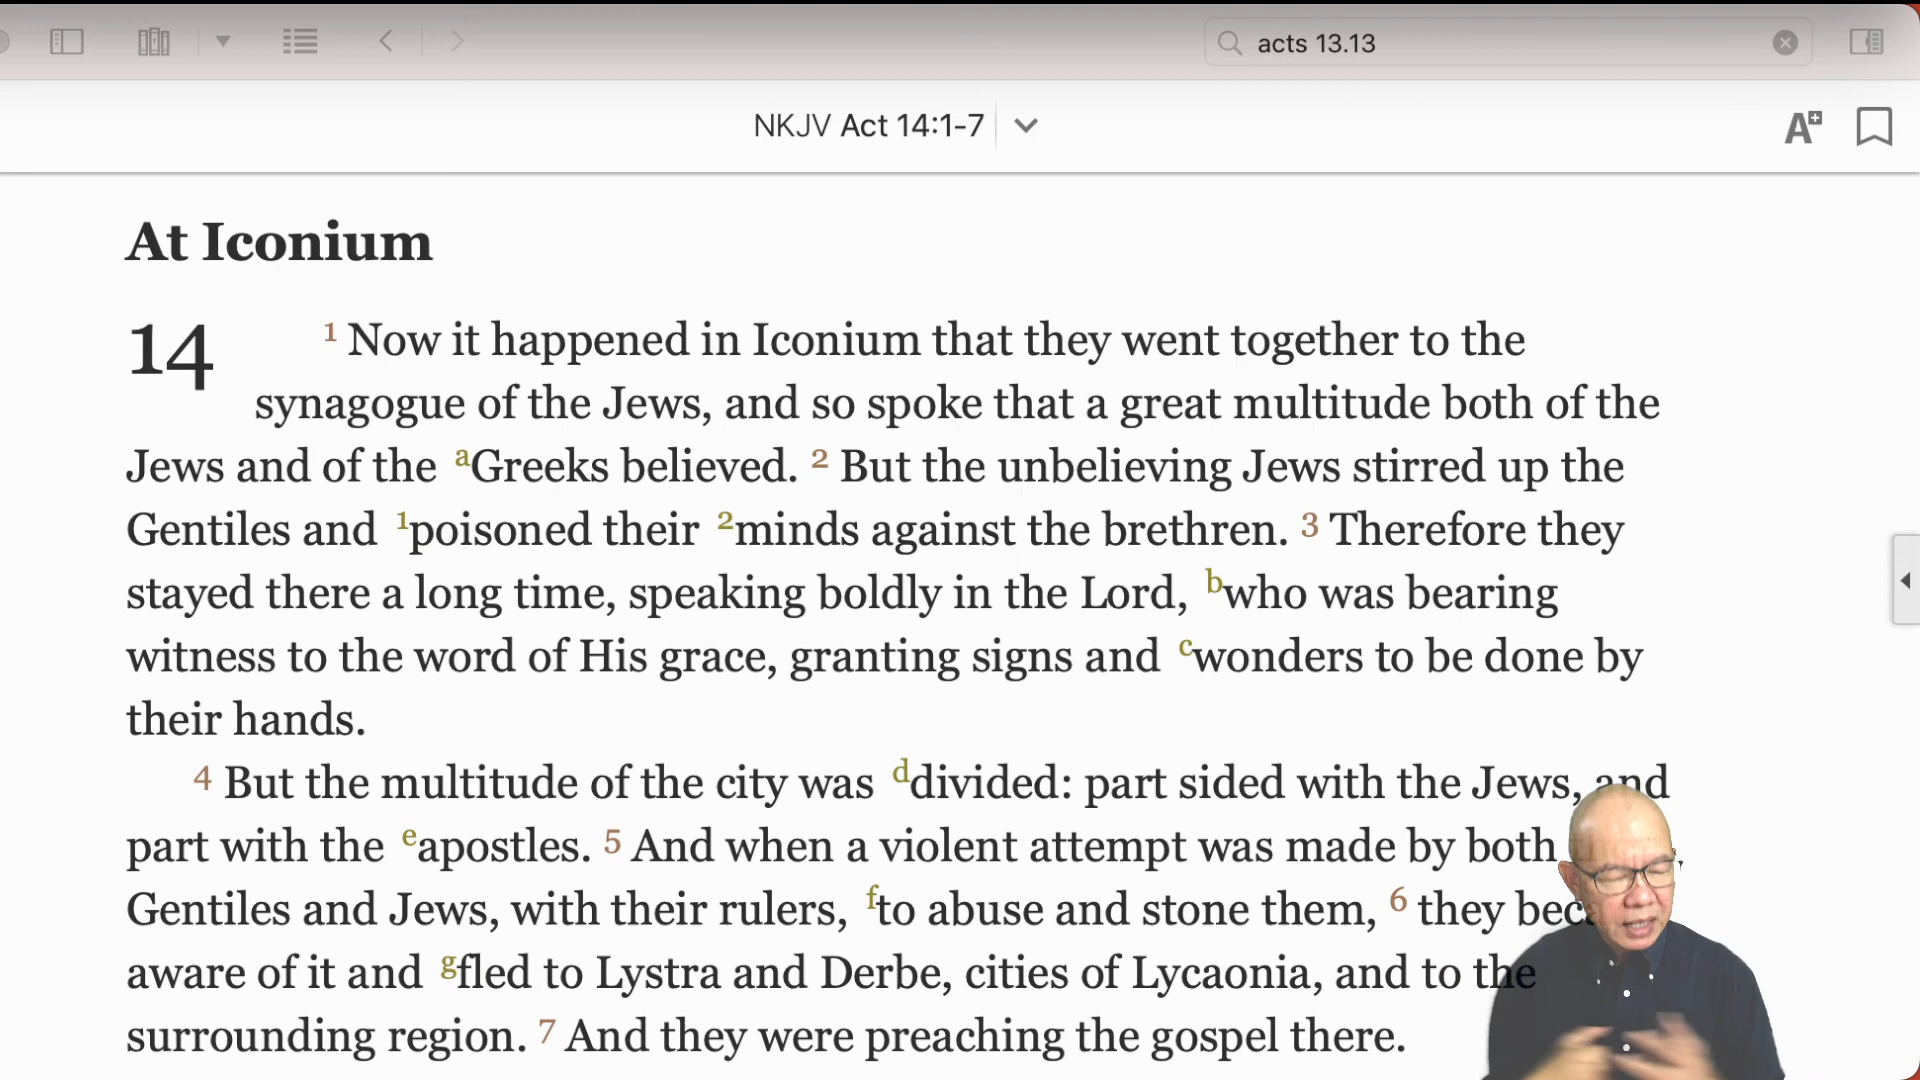 acts 13.13
NKJV Act 14:1-7
A+
At Iconium
14 1 Now it happened in Iconium that they went together to the
synagogue of the Jews, and so spoke that a great multitude both of the
Jews and of the aGreeks believed. 2 But the unbelieving Jews stirred up the
Gentiles and 1poisoned their 2minds against the brethren. 3 Therefore they
stayed there a long time, speaking boldly in the Lord, bwho was bearing
witness to the word of His grace, granting signs and cwonders to be done by
their hands.
4 But the multitude of the city was ddivided: part sided with the Jews, and
part with the eapostles. 5 And when a violent attempt was made by both
Gentiles and Jews, with their rulers, fto abuse and stone them, 6 they
aware of it and gfled to Lystra and Derbe, cities of Lycaonia, and to the
surrounding region. 7 And they were preaching the gospel there.